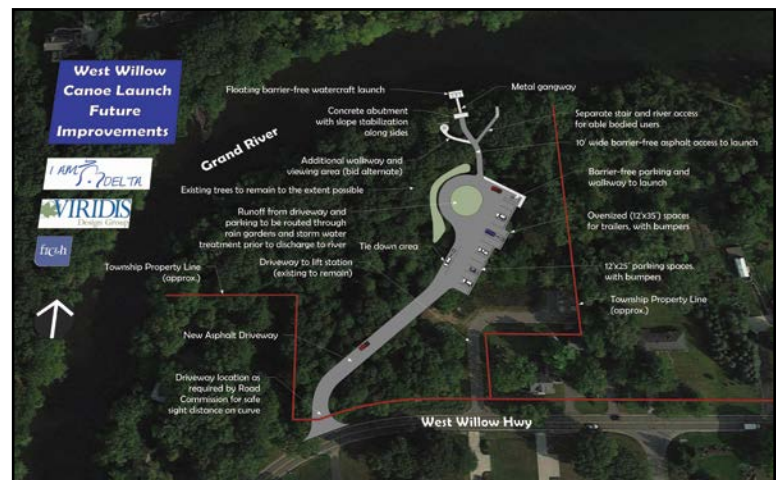 West Willow
Canoe Launch
Future
Improvements
I AM DELTA
VIRIDIS
Design Group
Grand River
Floating barrier-free watercraft launch
Metal gangway
Concrete abutment
with slope stabilization
along sides
Separate stair and river access
for able bodied users
10' wide barrier-free asphalt access to launch
Additional walkway and
viewing area (bid alternate)
Barrier-free parking and
walkway to launch
Existing trees to remain to the extent possible
Runoff from driveway and
parking to be routed through
rain gardens and storm water
treatment prior to discharge to river
Oversized (12'x35') spaces
for trailers, with bumpers
Tie down area
Driveway to lift station
(existing to remain)
12'x25' parking spaces
with bumpers
Township Property Line
(approx.)
Township Property Line
(approx.)
New Asphalt Driveway
Driveway location as
required by Road
Commission for safe
sight distance on curve
West Willow Hwy